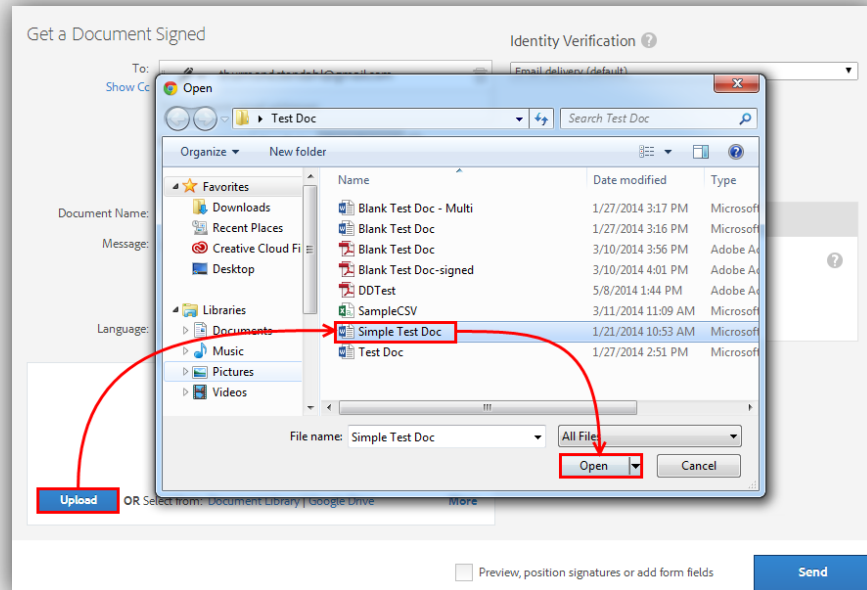 Get a Document Signed
Identity Verification ?
To:
Email delivery (default)
Show Cc
Open
Test Doc
Search Test Doc
Organize
New folder
Favorites
Downloads
Recent Places
Creative Cloud Fi
Desktop
Libraries
Documents
Music
Pictures
Videos
Name Date modified Type
Blank Test Doc - Multi 1/27/2014 3:17 PM Microsoft
Blank Test Doc 1/27/2014 3:16 PM Microsoft
Blank Test Doc 3/10/2014 3:56 PM Adobe Ac
Blank Test Doc-signed 3/10/2014 4:01 PM Adobe Ac
DDTest 5/8/2014 1:44 PM Adobe Ac
SampleCSV 3/11/2014 11:09 AM Microsoft
Simple Test Doc 1/21/2014 10:53 AM Microsoft
Test Doc 1/27/2014 2:51 PM Microsoft
Document Name:
Message:
?
Language:
File name: Simple Test Doc
All Files
Open
Cancel
Upload
OR Select from: Document Library | Google Drive
More
Preview, position signatures or add form fields
Send